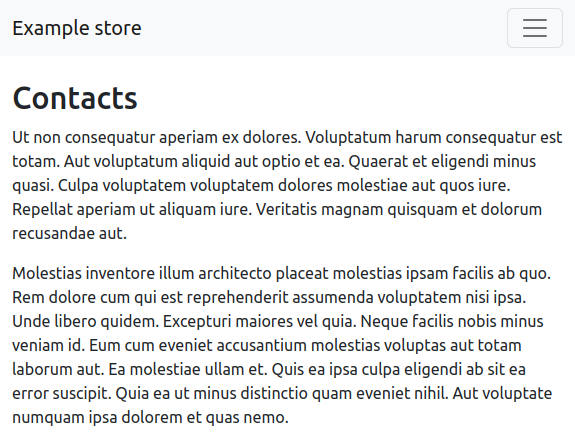 Example store
Contacts
Ut non consequatur aperiam ex dolores. Voluptatum harum consequatur est
totam. Aut voluptatum aliquid aut optio et ea. Quaerat et eligendi minus
quasi. Culpa voluptatem voluptatem dolores molestiae aut quos iure.
Repellat aperiam ut aliquam iure. Veritatis magnam quisquam et dolorum
recusandae aut.
Molestias inventore illum architecto placeat molestias ipsam facilis ab quo.
Rem dolore cum qui est reprehenderit assumenda voluptatem nisi ipsa.
Unde libero quidem. Excepturi maiores vel quia. Neque facilis nobis minus
veniam id. Eum cum eveniet accusantium molestias voluptas aut totam
laborum aut. Ea molestiae ullam et. Quis ea ipsa culpa eligendi ab sit ea
error suscipit. Quia ea ut minus distinctio quam eveniet nihil. Aut voluptate
numquam ipsa dolorem et quas nemo.